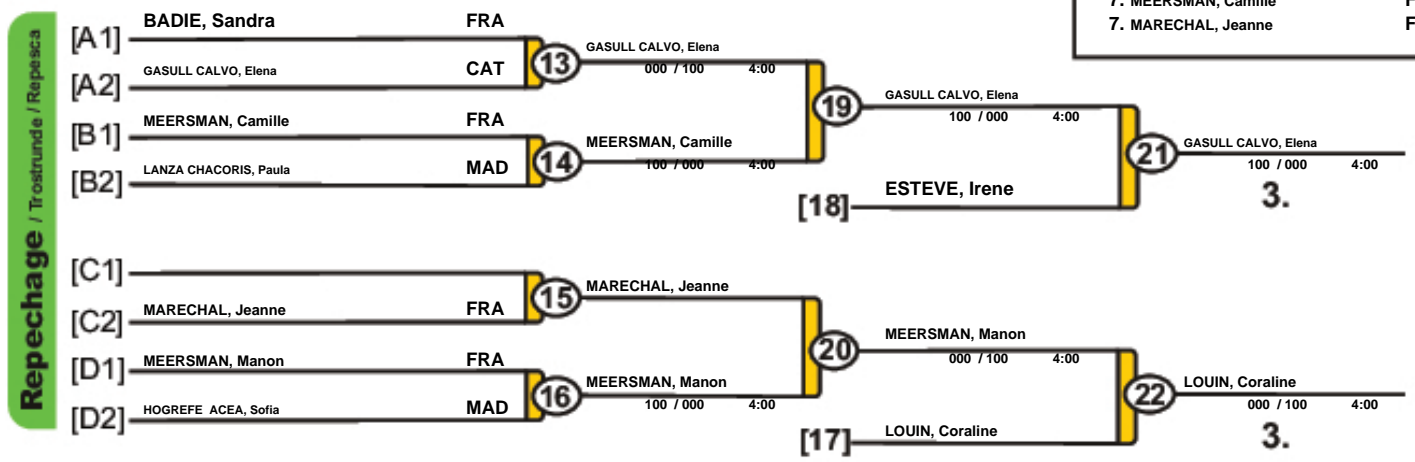 7. MEERSMAN, Camille F
7. MARECHAL, Jeanne F
Repechage / Trostrunde / Repesca
[A1] BADIE, Sandra FRA
[A2] GASULL CALVO, Elena CAT
13 GASULL CALVO, Elena
000 / 100 4:00
[B1] MEERSMAN, Camille FRA
[B2] LANZA CHACORIS, Paula MAD
14 MEERSMAN, Camille
100 / 000 4:00
19 GASULL CALVO, Elena
100 / 000 4:00
[18] ESTEVE, Irene
21 GASULL CALVO, Elena
100 / 000 4:00
3.
[C1]
[C2] MARECHAL, Jeanne FRA
15 MARECHAL, Jeanne
[D1] MEERSMAN, Manon FRA
[D2] HOGREFE ACEA, Sofia MAD
16 MEERSMAN, Manon
100 / 000 4:00
20 MEERSMAN, Manon
000 / 100 4:00
[17] LOUIN, Coraline
22 LOUIN, Coraline
000 / 100 4:00
3.